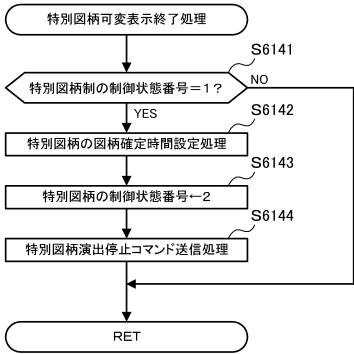 特別図柄可変表示終了処理
S6141
特別図柄制の制御状態番号＝１？
NO
YES
S6142
特別図柄の図柄確定時間設定処理
S6143
特別図柄の制御状態番号←２
S6144
特別図柄演出停止コマンド送信処理
RET